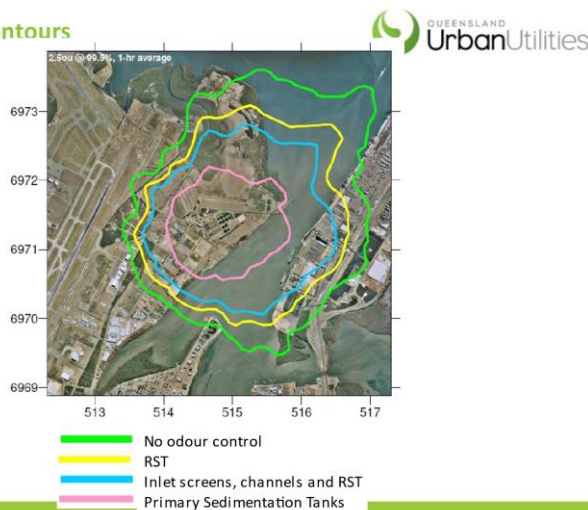 ntours
QUEENSLAND
UrbanUtilities
2.5ou @ 99.5%, 1-hr average
6973
6972
6971
6970
6969
513 514 515 516 517
No odour control
RST
Inlet screens, channels and RST
Primary Sedimentation Tanks